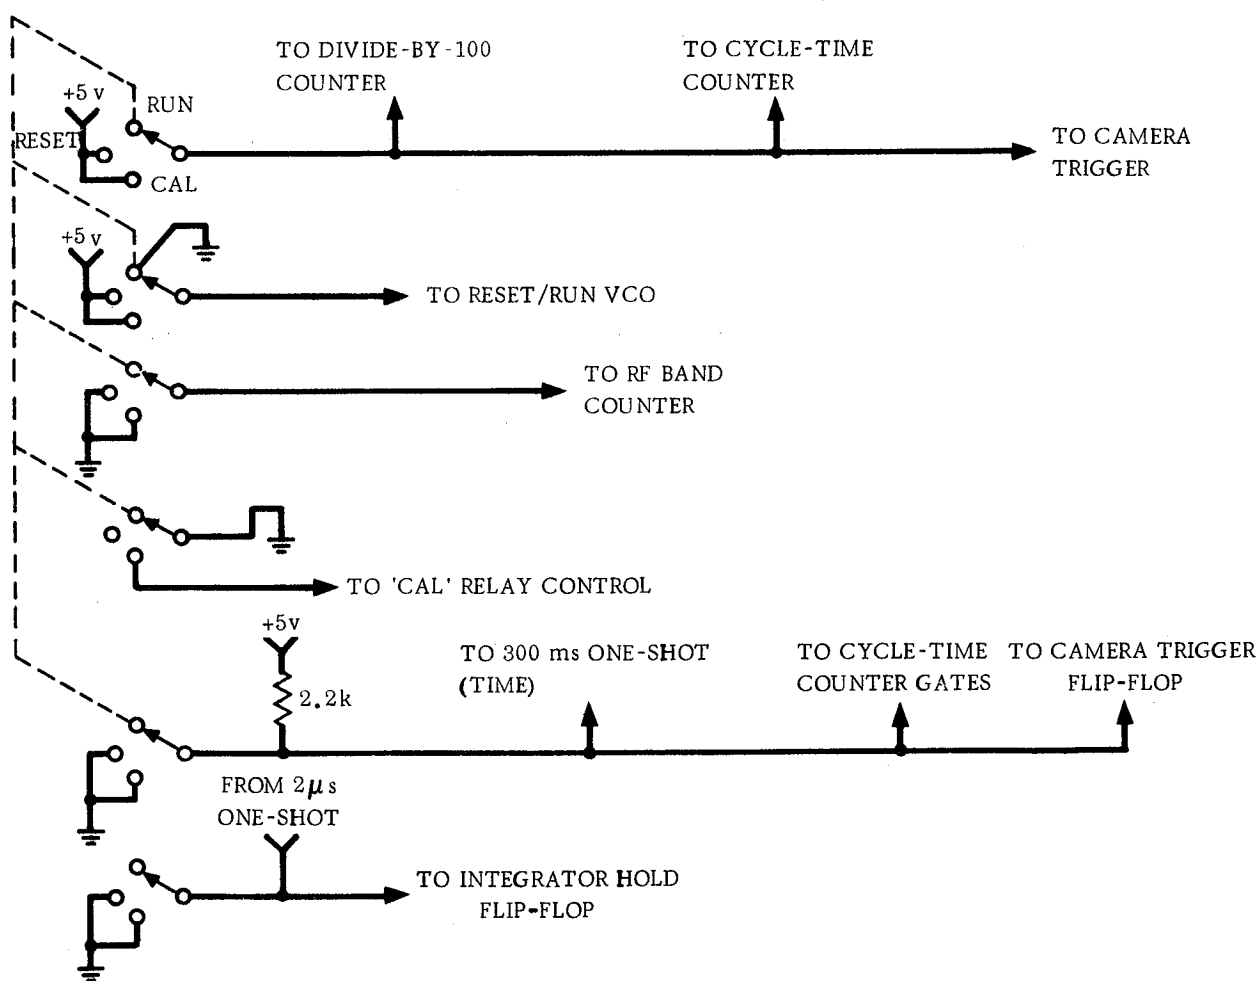 TO DIVIDE-BY-100
COUNTER
TO CYCLE-TIME
COUNTER
+5 v
RUN
RESET
CAL
TO CAMERA
TRIGGER
+5 v
TO RESET/RUN VCO
TO RF BAND
COUNTER
TO 'CAL' RELAY CONTROL
+5v
2.2k
TO 300 ms ONE-SHOT
(TIME)
TO CYCLE-TIME
COUNTER GATES
TO CAMERA TRIGGER
FLIP-FLOP
FROM 2μs
ONE-SHOT
TO INTEGRATOR HOLD
FLIP-FLOP